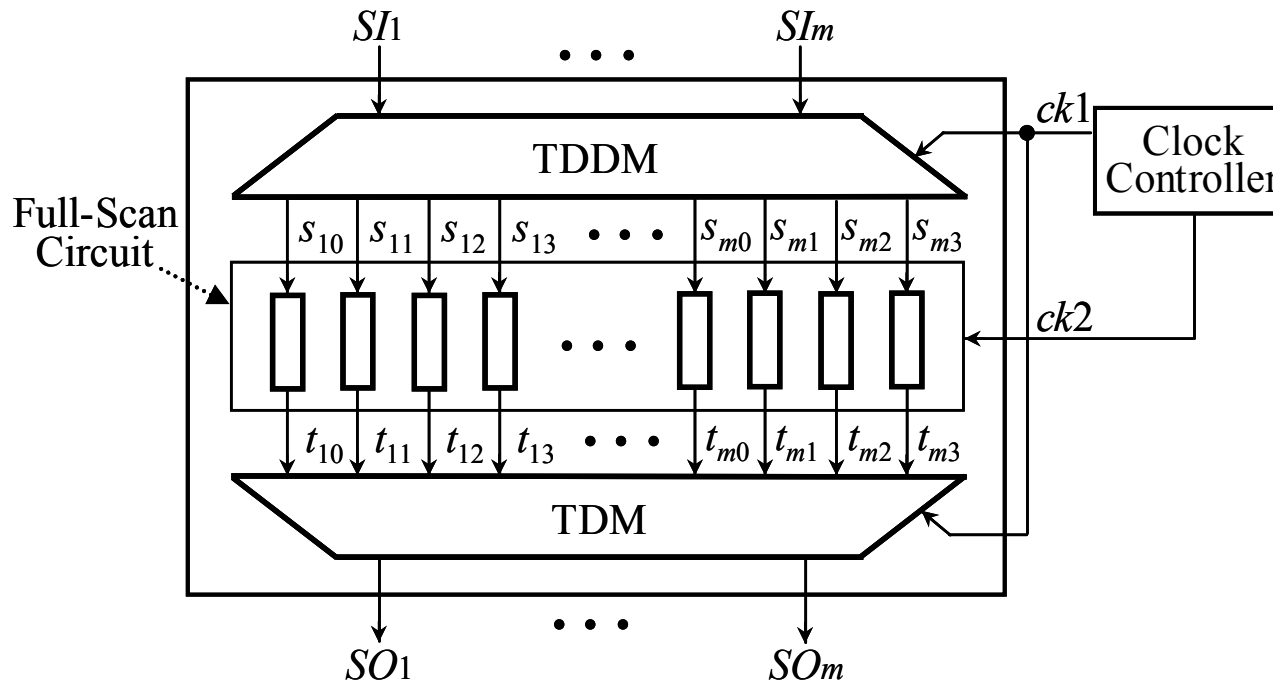 SI1 SIm
ck1
Clock
Controller
TDDM
Full-Scan
Circuit
s10 s11 s12 s13 sm0 sm1 sm2 sm3
ck2
t10 t11 t12 t13 tm0 tm1 tm2 tm3
TDM
SO1 SOm